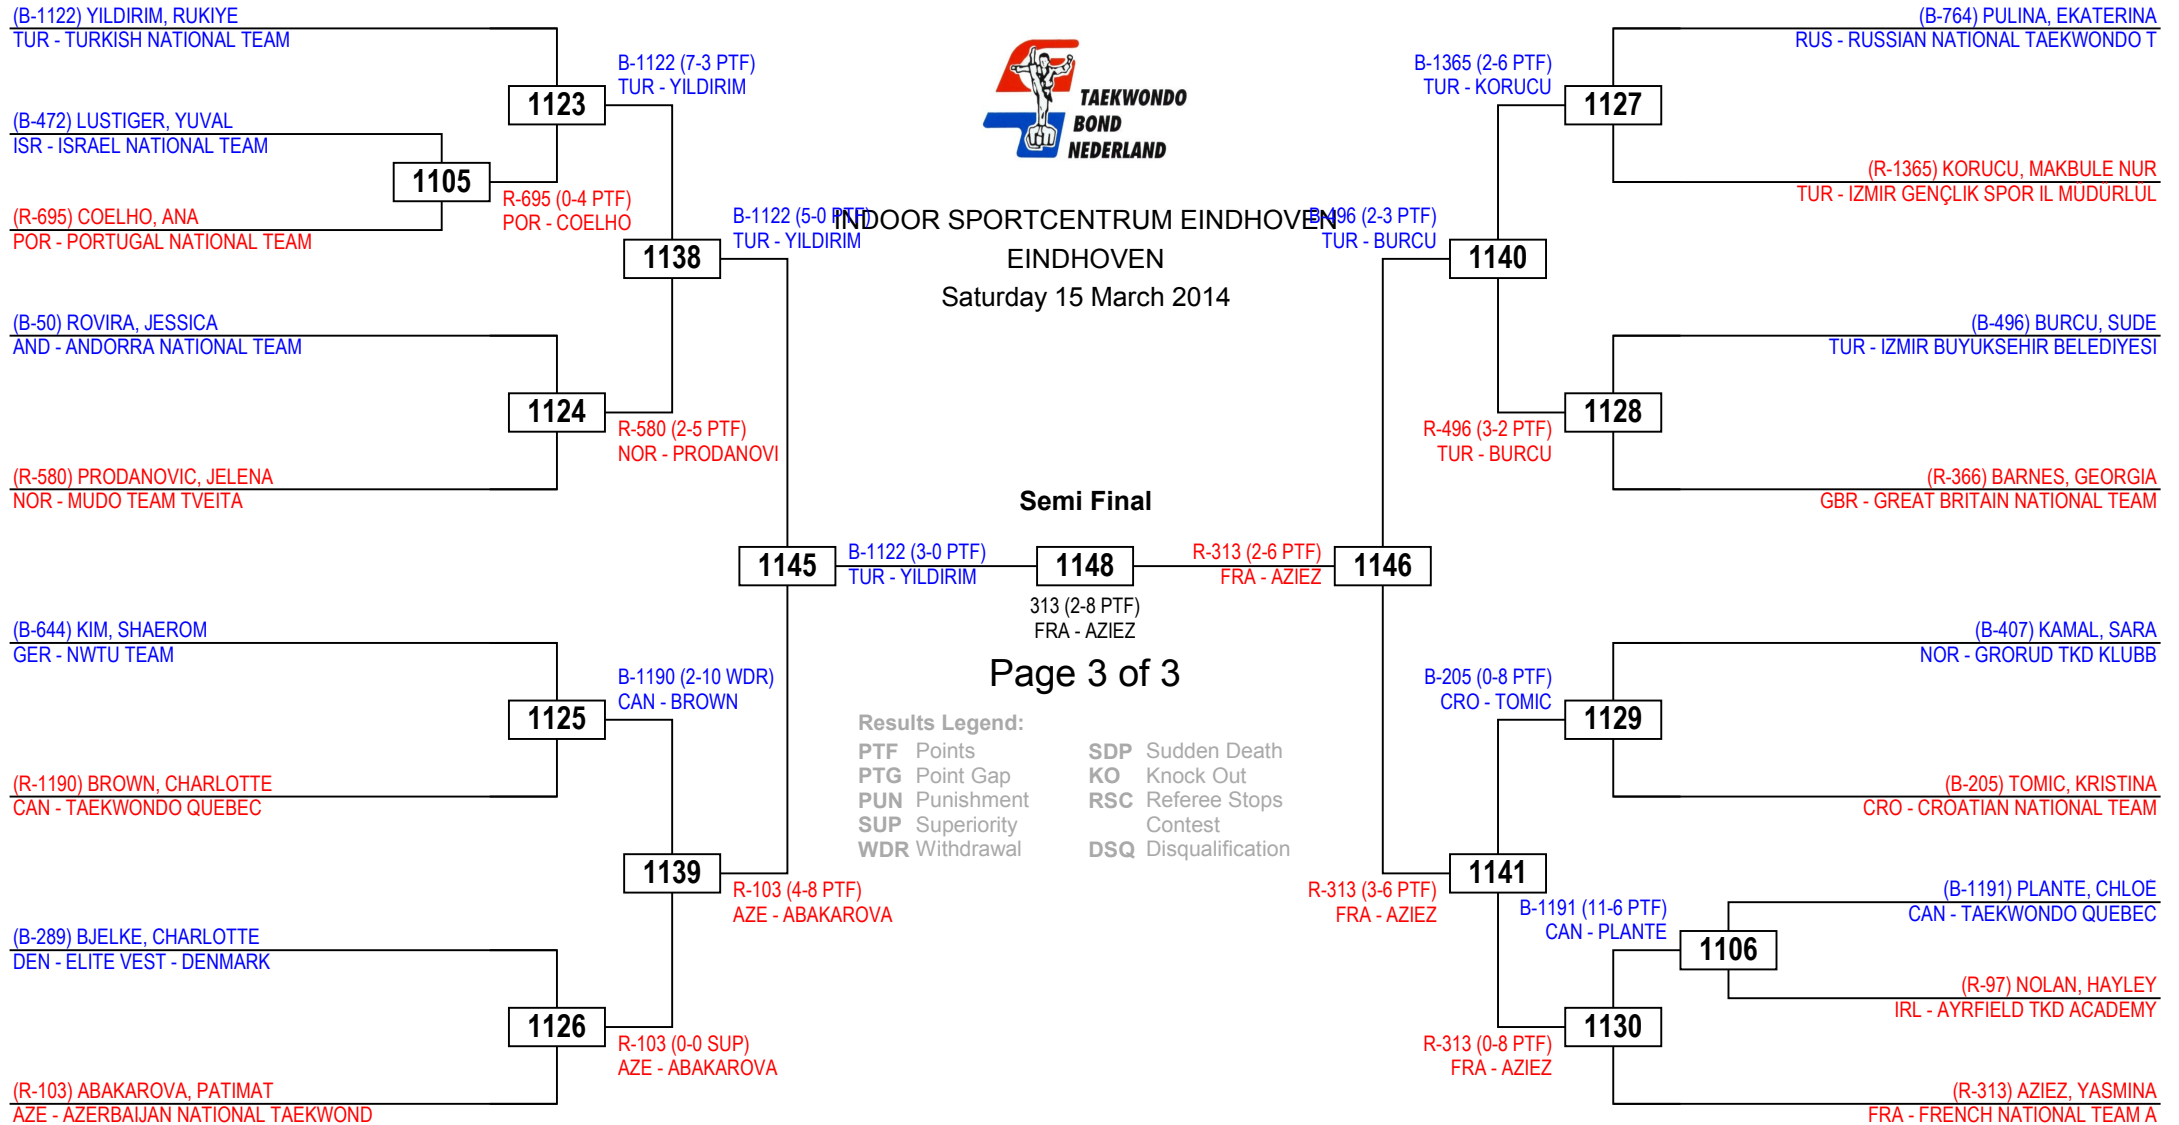 (B-1122) YILDIRIM, RUKIYE
TUR - TURKISH NATIONAL TEAM
B-1122 (7-3 PTF)
TUR - YILDIRIM
1123
(B-472) LUSTIGER, YUVAL
ISR - ISRAEL NATIONAL TEAM
1105
R-695 (0-4 PTF)
POR - COELHO
(R-695) COELHO, ANA
POR - PORTUGAL NATIONAL TEAM
B-1122 (5-0 PTF)
TUR - YILDIRIM
1138
(B-50) ROVIRA, JESSICA
AND - ANDORRA NATIONAL TEAM
1124
R-580 (2-5 PTF)
NOR - PRODANOVI
(R-580) PRODANOVIC, JELENA
NOR - MUDO TEAM TVEITA
1145
B-1122 (3-0 PTF)
TUR - YILDIRIM
(B-644) KIM, SHAEROM
GER - NWTU TEAM
B-1190 (2-10 WDR)
CAN - BROWN
1125
(R-1190) BROWN, CHARLOTTE
CAN - TAEKWONDO QUEBEC
1139
R-103 (4-8 PTF)
AZE - ABAKAROVA
(B-289) BJELKE, CHARLOTTE
DEN - ELITE VEST - DENMARK
1126
R-103 (0-0 SUP)
AZE - ABAKAROVA
(R-103) ABAKAROVA, PATIMAT
AZE - AZERBAIJAN NATIONAL TAEKWOND
TAEKWONDO
BOND
NEDERLAND
INDOOR SPORTCENTRUM EINDHOVEN
EINDHOVEN
Saturday 15 March 2014
Semi Final
1148
313 (2-8 PTF)
FRA - AZIEZ
Page 3 of 3
Results Legend:
PTF Points
PTG Point Gap
PUN Punishment
SUP Superiority
WDR Withdrawal
SDP Sudden Death
KO Knock Out
RSC Referee Stops
Contest
DSQ Disqualification
(B-764) PULINA, EKATERINA
RUS - RUSSIAN NATIONAL TAEKWONDO T
B-1365 (2-6 PTF)
TUR - KORUCU
1127
(R-1365) KORUCU, MAKBULE NUR
TUR - IZMIR GENÇLIK SPOR IL MÜDÜRLÜL
B-496 (2-3 PTF)
TUR - BURCU
1140
(B-496) BURCU, SUDE
TUR - IZMIR BUYUKSEHIR BELEDIYESI
1128
R-496 (3-2 PTF)
TUR - BURCU
(R-366) BARNES, GEORGIA
GBR - GREAT BRITAIN NATIONAL TEAM
R-313 (2-6 PTF)
FRA - AZIEZ
1146
(B-407) KAMAL, SARA
NOR - GRORUD TKD KLUBB
B-205 (0-8 PTF)
CRO - TOMIC
1129
(B-205) TOMIC, KRISTINA
CRO - CROATIAN NATIONAL TEAM
1141
R-313 (3-6 PTF)
FRA - AZIEZ
B-1191 (11-6 PTF)
CAN - PLANTE
(B-1191) PLANTE, CHLOE
CAN - TAEKWONDO QUEBEC
1106
(R-97) NOLAN, HAYLEY
IRL - AYRFIELD TKD ACADEMY
1130
R-313 (0-8 PTF)
FRA - AZIEZ
(R-313) AZIEZ, YASMINA
FRA - FRENCH NATIONAL TEAM A